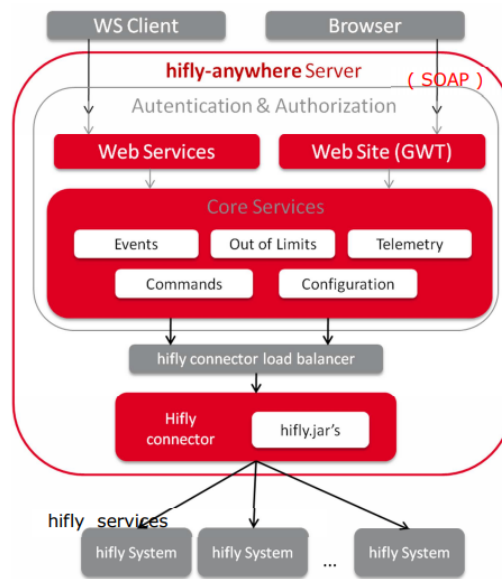 WS Client
Browser
hifly-anywhere Server
( SOAP )
Autentication & Authorization
Web Services
Web Site (GWT)
Core Services
Events
Out of Limits
Telemetry
Commands
Configuration
hifly connector load balancer
Hifly
connector
hifly.jar's
hifly services
hifly System
hifly System
...
hifly System